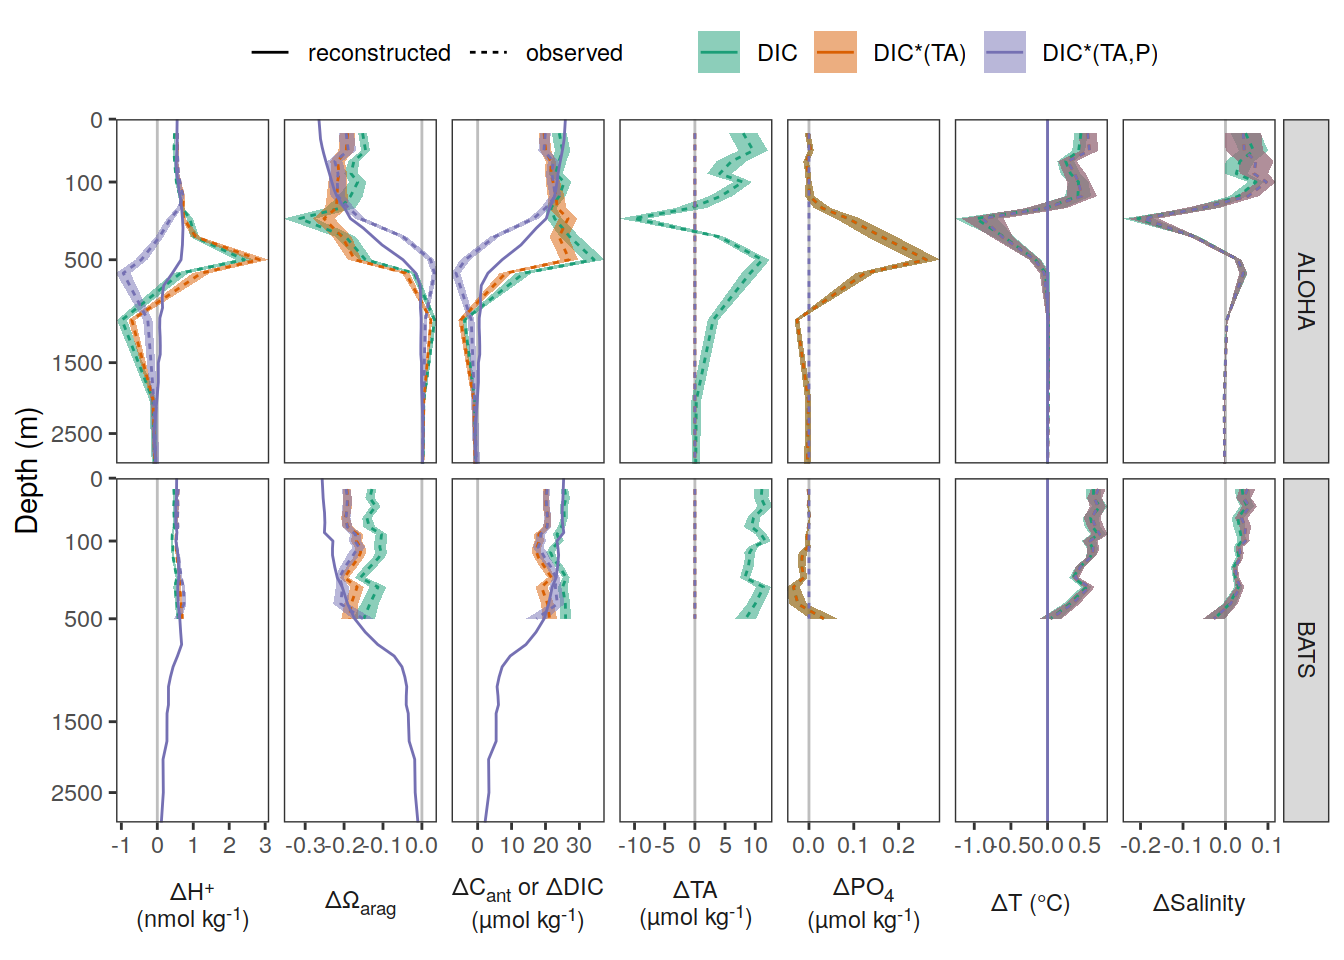 reconstructed observed DIC DIC*(TA) DIC*(TA,P)
Depth (m)
0
100
500
1500
2500
ALOHA
0
100
500
1500
2500
BATS
-1 0 1 2 3
-0.3 -0.2 -0.1 0.0
0 10 20 30
-10 -5 0 5 10
0.0 0.1 0.2
-1.0 -0.5 0.0 0.5
-0.2 -0.1 0.0 0.1
ΔH⁺
(nmol kg⁻¹)
ΔΩarag
ΔCant or ΔDIC
(μmol kg⁻¹)
ΔTA
(μmol kg⁻¹)
ΔPO₄
(μmol kg⁻¹)
ΔT (°C)
ΔSalinity